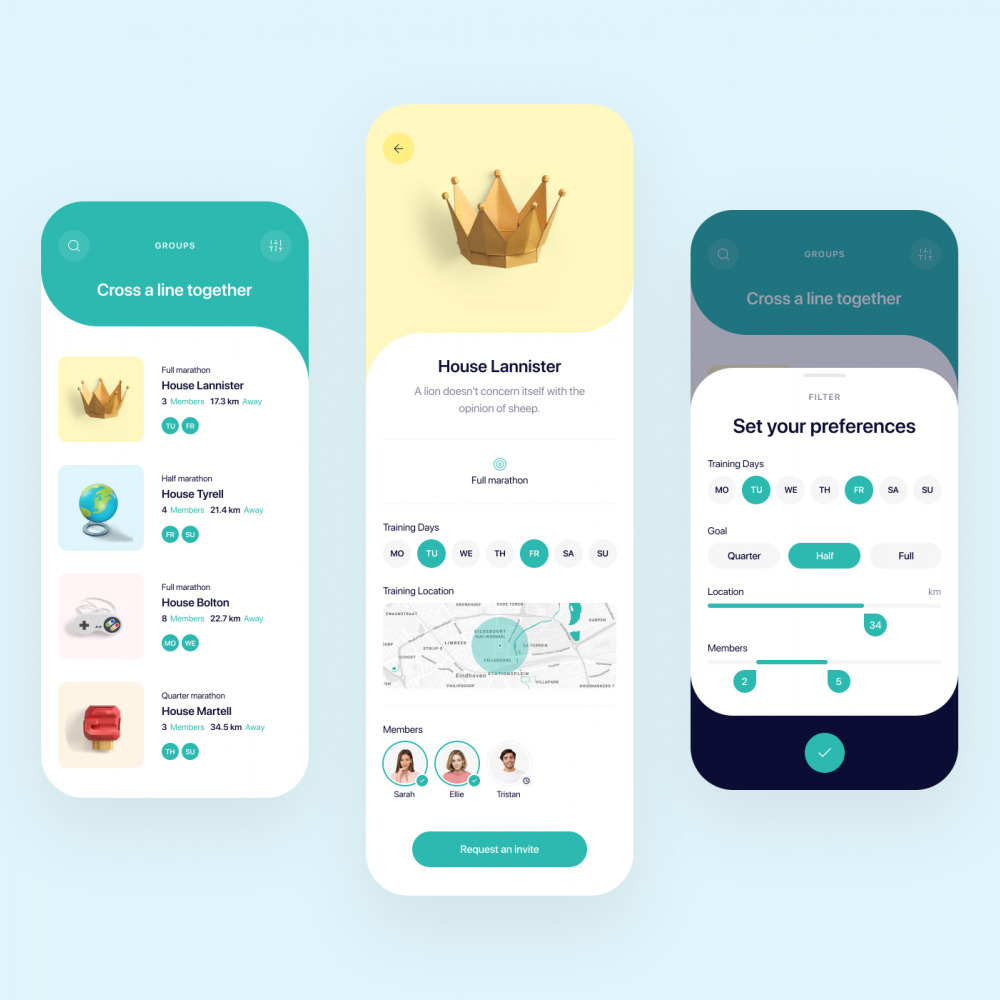 GROUPS
Cross a line together
Full marathon
House Lannister
3 Members 17.3 km Away
TU FR
Half marathon
House Tyrell
4 Members 21.4 km Away
FR SU
Full marathon
House Bolton
8 Members 22.7 km Away
MO WE
Quarter marathon
House Martell
3 Members 34.5 km Away
TH SU
House Lannister
A lion doesn't concern itself with the
opinion of sheep.
Full marathon
Training Days
MO TU WE TH FR SA SU
Training Location
STRIJP-S
LIMBEEK
KARPEN
Eindhoven
STATIONSPLEIN
VILLAPARK
PHILIPSDORP
Members
Sarah Ellie Tristan
Request an invite
GROUPS
Cross a line together
FILTER
Set your preferences
Training Days
MO TU WE TH FR SA SU
Goal
Quarter Half Full
Location km
34
Members
2 5